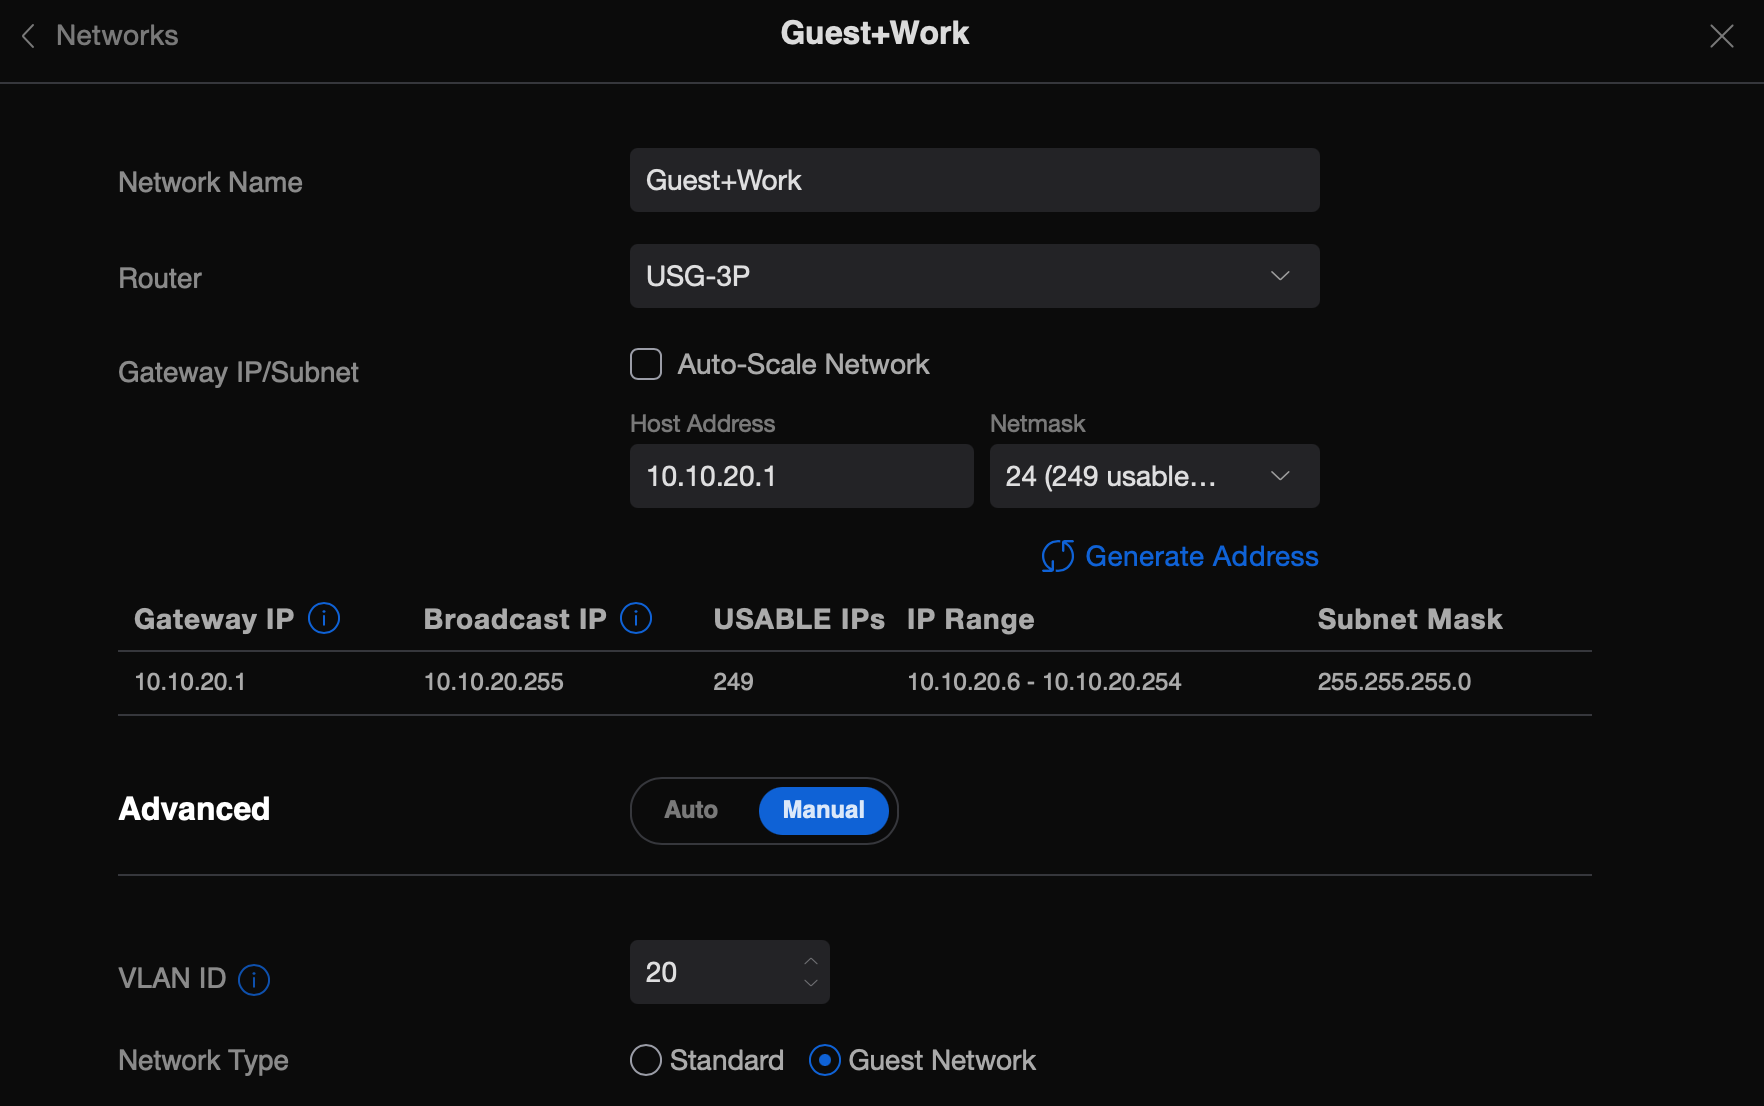 Networks
Guest+Work
Network Name
Guest+Work
Router
USG-3P
Gateway IP/Subnet
Auto-Scale Network
Host Address Netmask
10.10.20.1 24 (249 usable...
Generate Address
Gateway IP Broadcast IP USABLE IPs IP Range Subnet Mask
10.10.20.1 10.10.20.255 249 10.10.20.6 - 10.10.20.254 255.255.255.0
Advanced
Auto Manual
VLAN ID
20
Network Type
Standard Guest Network